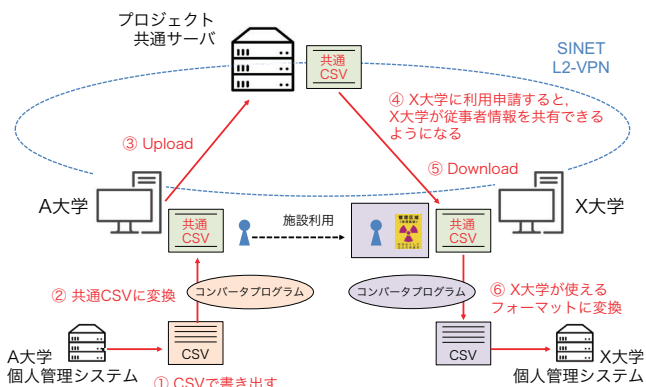 プロジェクト
共通サーバ
共通
CSV
SINET
L2-VPN
④ X大学に利用申請すると,
X大学が従事者情報を共有できる
ようになる
③ Upload
⑤ Download
A大学
X大学
共通
CSV
施設利用
管理区域
共通
CSV
② 共通CSVに変換
コンバータプログラム
コンバータプログラム
⑥ X大学が使える
フォーマットに変換
A大学
個人管理システム
CSV
CSV
X大学
個人管理システム
① CSVで書き出す